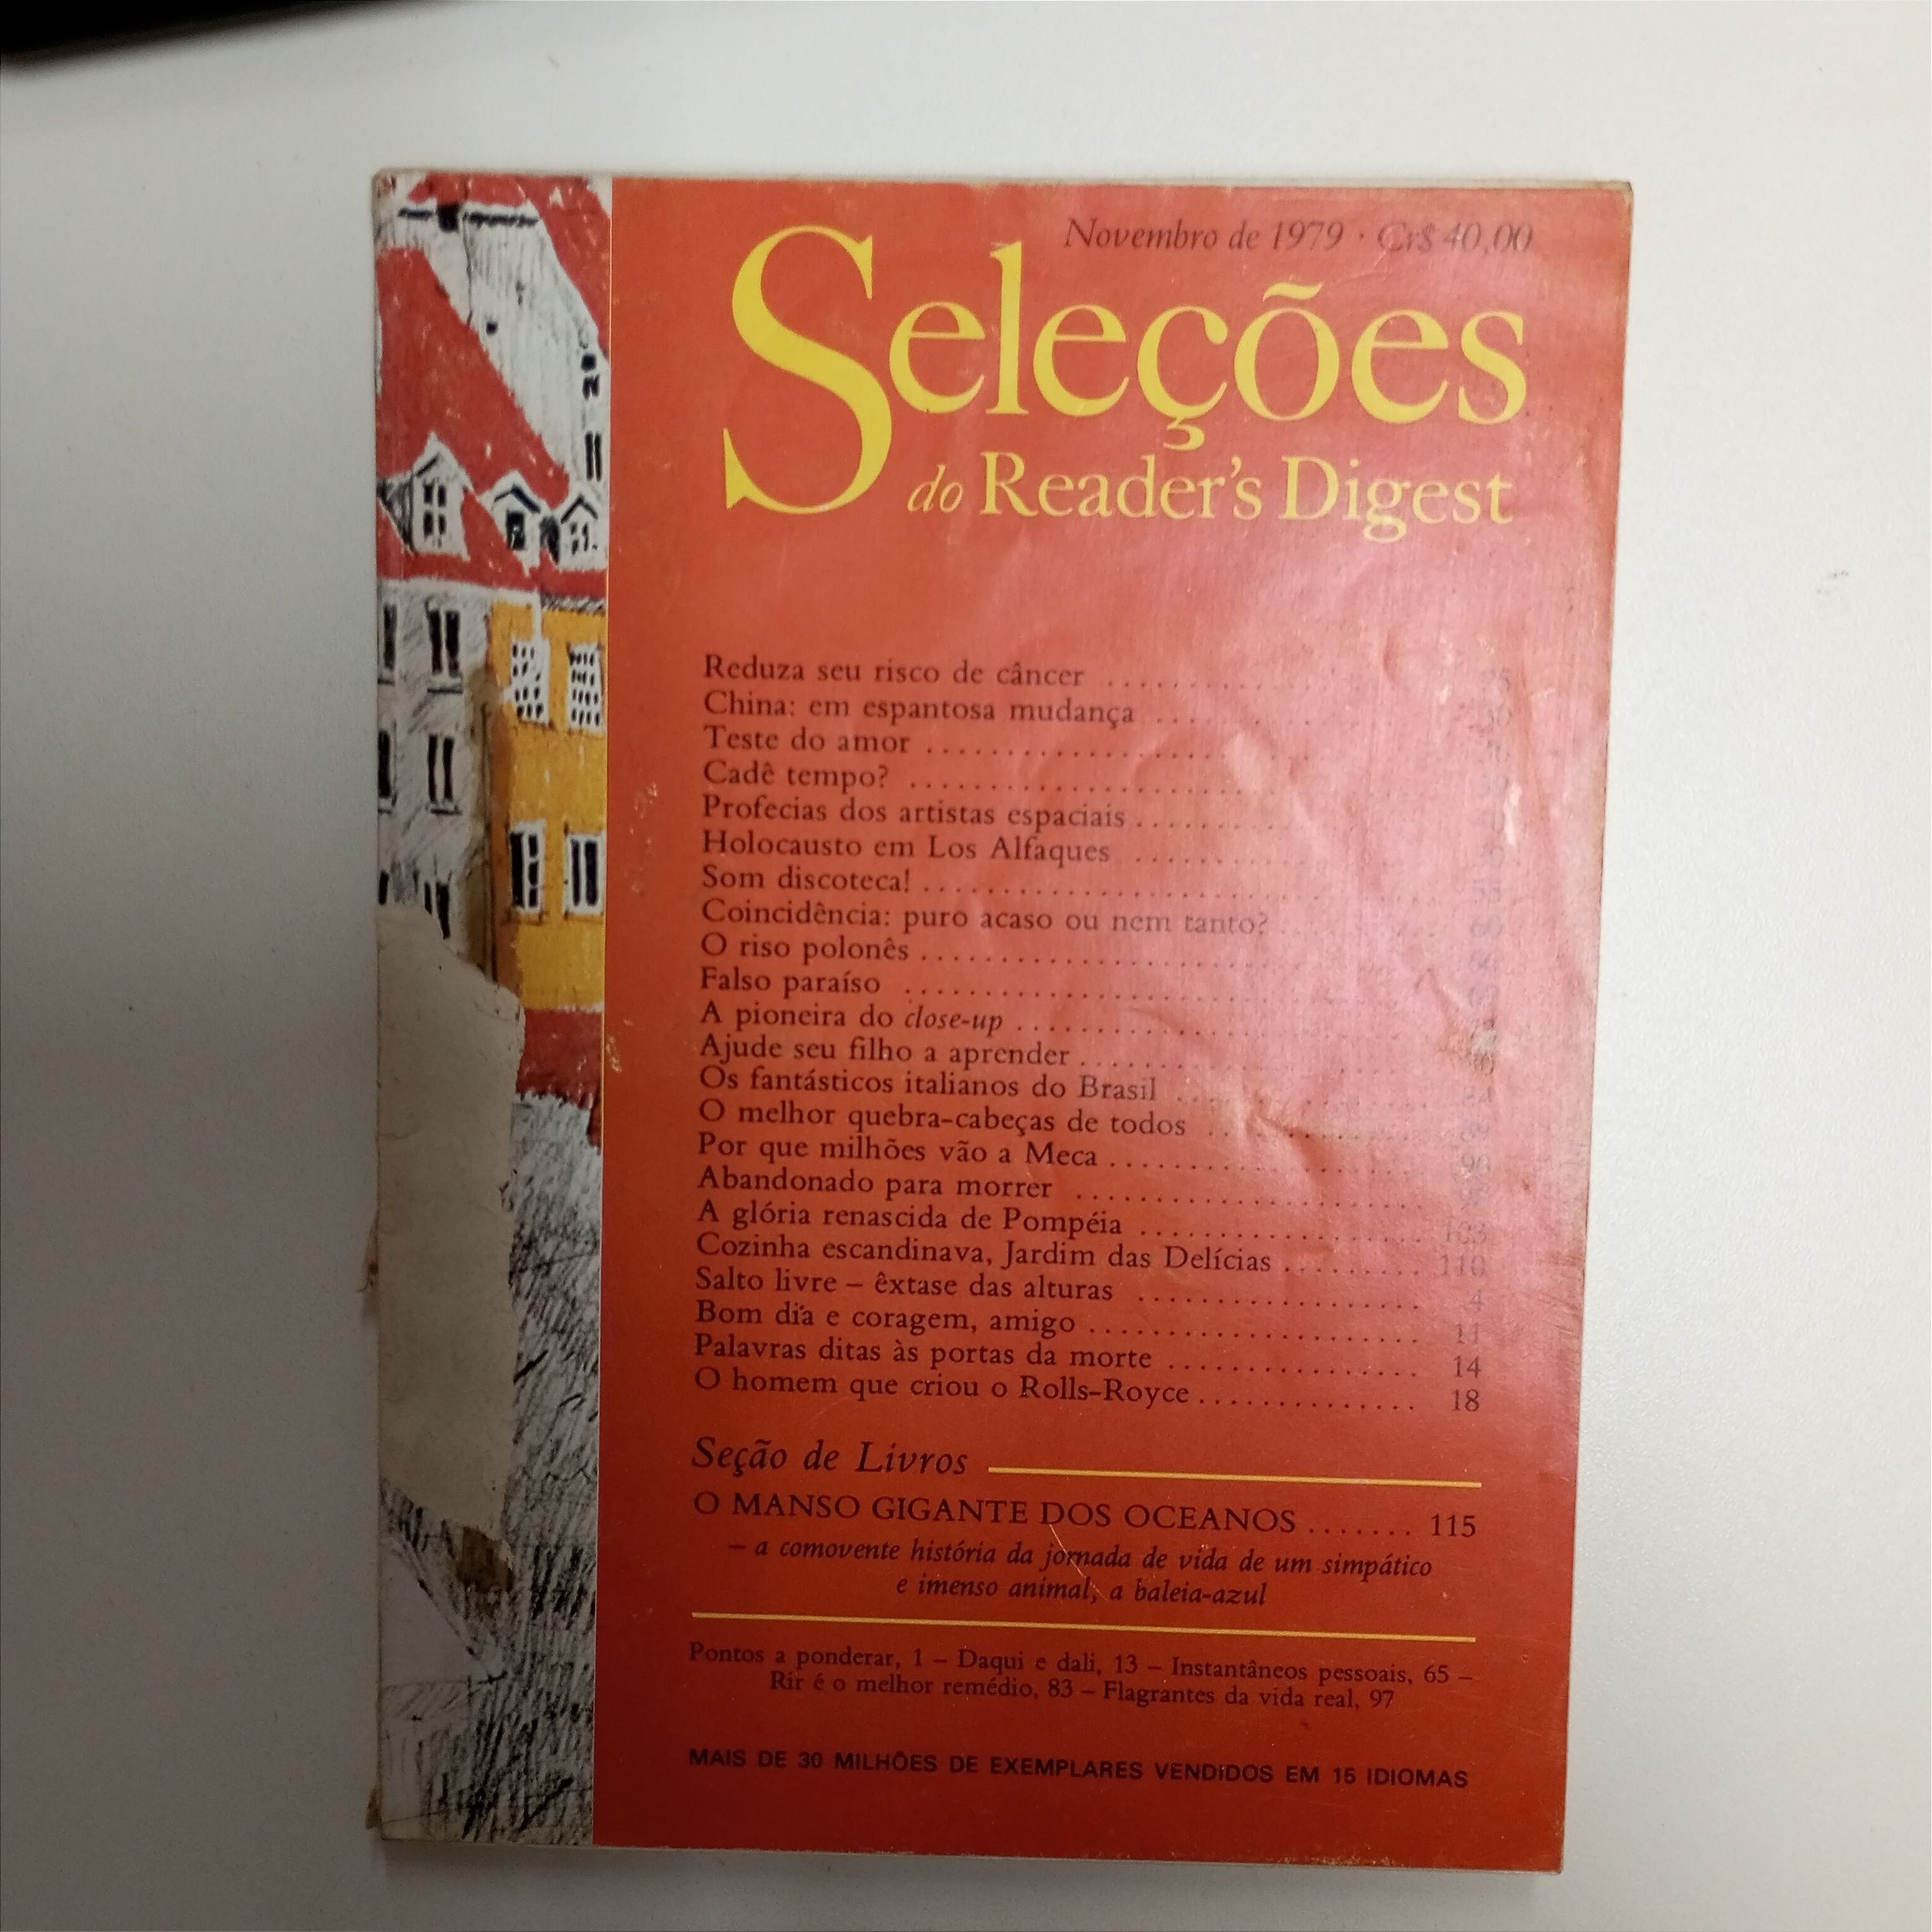 Novembro de 1979 · Cr$ 40,00
Seleções
do Reader's Digest
Reduza seu risco de câncer ............
China: em espantosa mudança ..........
Teste do amor ....................
Cadê tempo? ....................
Profecias dos artistas espaciais ..........
Holocausto em Los Alfaques ..........
Som discoteca! ....................
Coincidência: puro acaso ou nem tanto? ..........
O riso polonês ....................
Falso paraíso ....................
A pioneira do close-up ....................
Ajude seu filho a aprender ....................
Os fantásticos italianos do Brasil ....................
O melhor quebra-cabeças de todos ....................
Por que milhões vão a Meca .................... 90
Abandonado para morrer ....................
A glória renascida de Pompéia .................... 103
Cozinha escandinava, Jardim das Delícias ......... 110
Salto livre – êxtase das alturas .................... 4
Bom dia e coragem, amigo .................... 11
Palavras ditas às portas da morte ................ 14
O homem que criou o Rolls-Royce .............. 18
Seção de Livros
O MANSO GIGANTE DOS OCEANOS ....... 115
– a comovente história da jornada de vida de um simpático
e imenso animal, a baleia-azul
Pontos a ponderar, 1 – Daqui e dali, 13 – Instantâneos pessoais, 65 –
Rir é o melhor remédio, 83 – Flagrantes da vida real, 97
MAIS DE 30 MILHÕES DE EXEMPLARES VENDIDOS EM 15 IDIOMAS